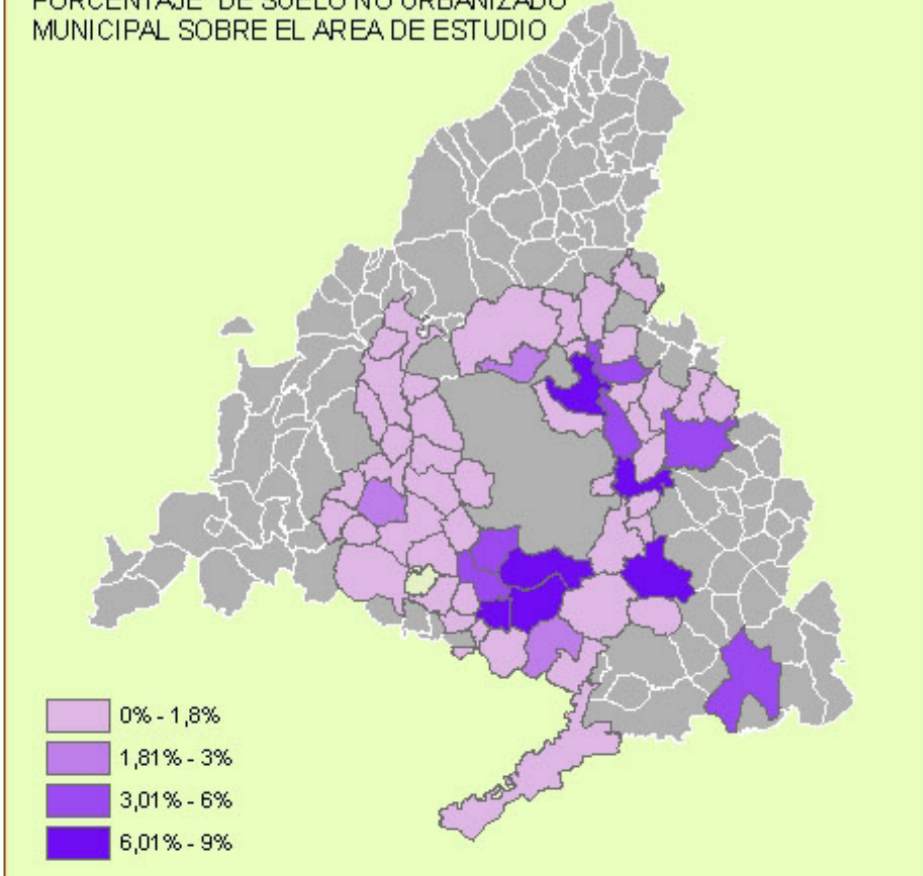 PORCENTAJE DE SUELO NO URBANIZADO
MUNICIPAL SOBRE EL AREA DE ESTUDIO
0% - 1,8%
1,81% - 3%
3,01% - 6%
6,01% - 9%